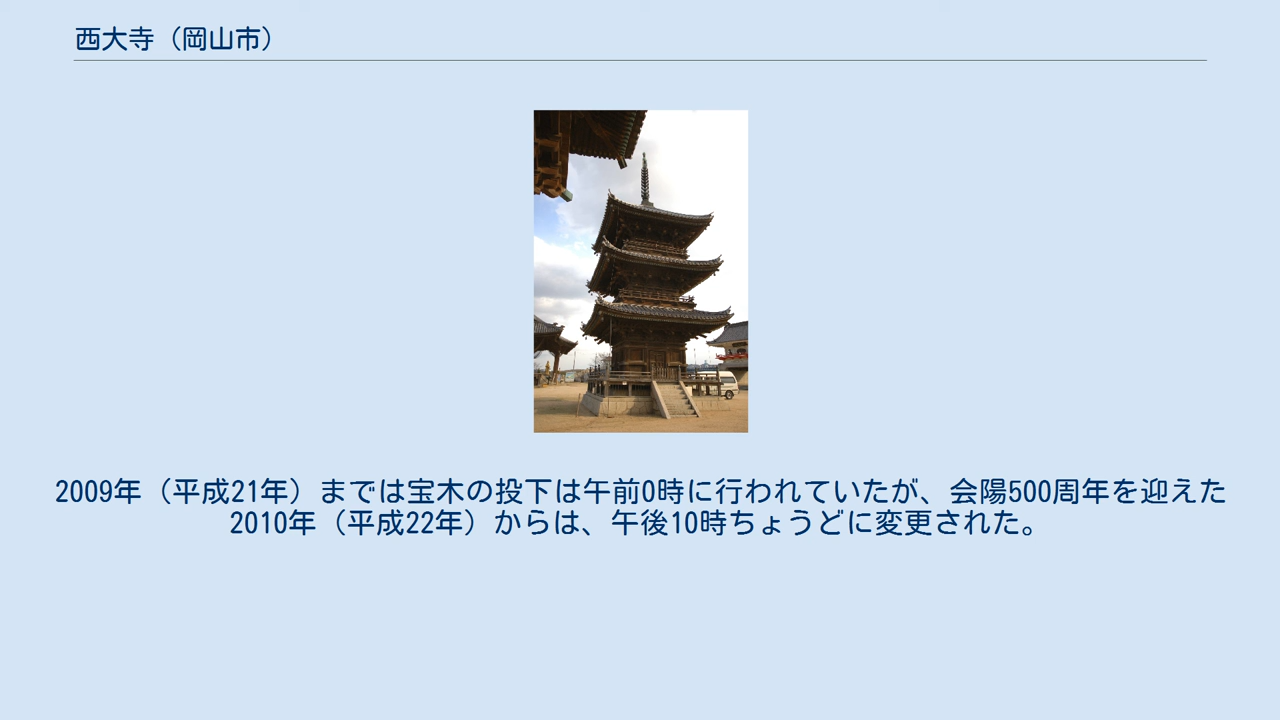 西大寺（岡山市）
2009年（平成21年）までは宝木の投下は午前0時に行われていたが、会陽500周年を迎えた
2010年（平成22年）からは、午後10時ちょうどに変更された。